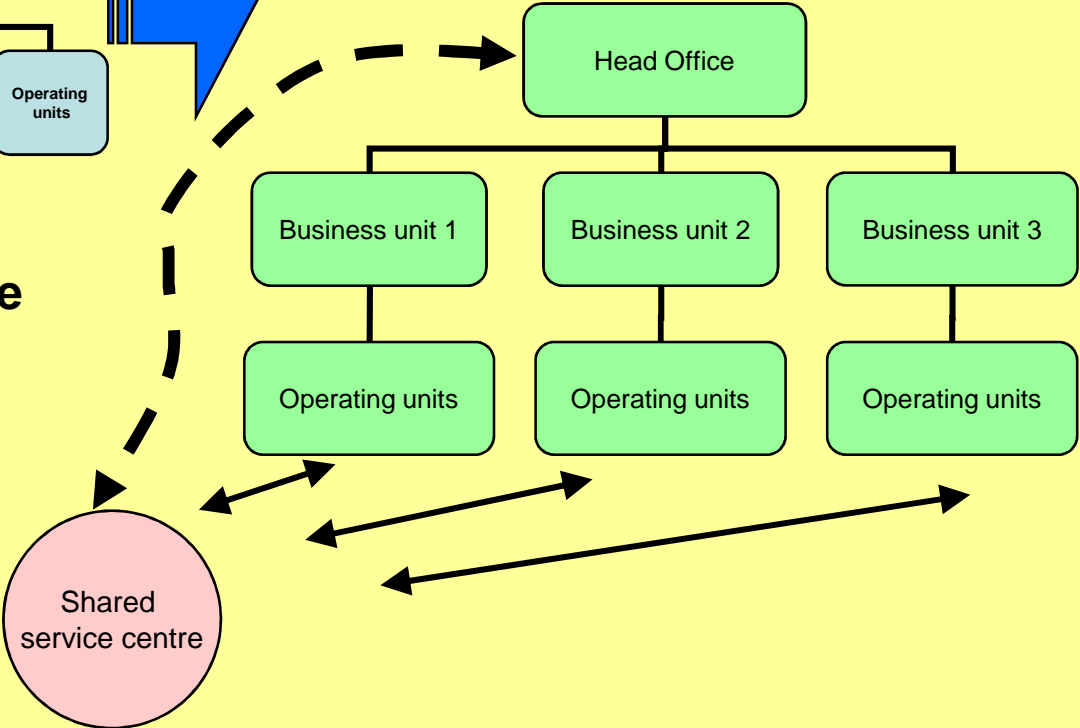 Operating
units
Head Office
Business unit 1
Business unit 2
Business unit 3
e
Operating units
Operating units
Operating units
Shared
service centre